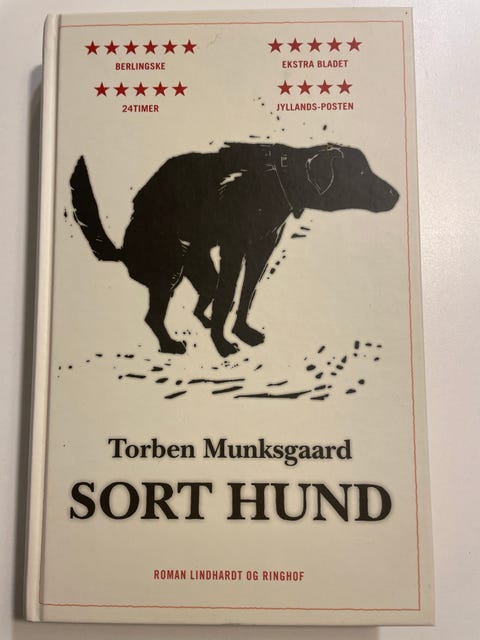 ★★★★★★ ★★★★★
BERLINGSKE EKSTRA BLADET
★★★★★ ★★★★
24TIMER JYLLANDS-POSTEN
Torben Munksgaard
SORT HUND
ROMAN LINDHARDT OG RINGHOF